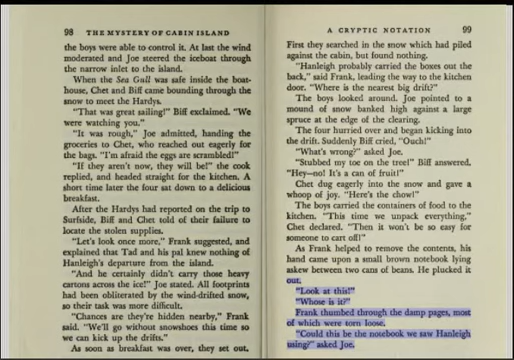 98 THE MYSTERY OF CABIN ISLAND
the boys were able to control it. At last the wind
moderated and Joe steered the iceboat through
the narrow inlet to the island.
When the Sea Gull was safe inside the boat-
house, Chet and Biff came bounding through the
snow to meet the Hardys.
"That was great sailing!" Biff exclaimed. "We
were watching you."
"It was rough," Joe admitted, handing the
groceries to Chet, who reached out eagerly for
the bags. "I'm afraid the eggs are scrambled!"
"If they aren't now, they will be!" the cook
replied, and headed straight for the kitchen. A
short time later the four sat down to a delicious
breakfast.
After the Hardys had reported on the trip to
Surfside, Biff and Chet told of their failure to
locate the stolen supplies.
"Let's look once more," Frank suggested, and
explained that Tad and his pal knew nothing of
Hanleigh's departure from the island.
"And he certainly didn't carry those heavy
cartons across the ice!" Joe stated. All footprints
had been obliterated by the wind-drifted snow,
so their task was more difficult.
"Chances are they're hidden nearby," Frank
said. "We'll go without snowshoes this time so
we can kick up the drifts."
As soon as breakfast was over, they set out.
A CRYPTIC NOTATION 99
First they searched in the snow which had piled
against the cabin, but found nothing.
"Hanleigh probably carried the boxes out the
back," said Frank, leading the way to the kitchen
door. "Where is the nearest big drift?"
The boys looked around. Joe pointed to a
mound of snow banked high against a large
spruce at the edge of the clearing.
The four hurried over and began kicking into
the drift. Suddenly Biff cried, "Ouch!"
"What's wrong?" asked Joe.
"Stubbed my toe on the tree!" Biff answered.
"Hey—no! It's a can of fruit!"
Chet dug eagerly into the snow and gave a
whoop of joy. "Here's the chow!"
The boys carried the containers of food to the
kitchen. "This time we unpack everything,"
Chet declared. "Then it won't be so easy for
someone to cart off!"
As Frank helped to remove the contents, his
hand came upon a small brown notebook lying
askew between two cans of beans. He plucked it
out.
"Look at this!"
"Whose is it?"
Frank thumbed through the damp pages, most
of which were torn loose.
"Could this be the notebook we saw Hanleigh
using?" asked Joe.